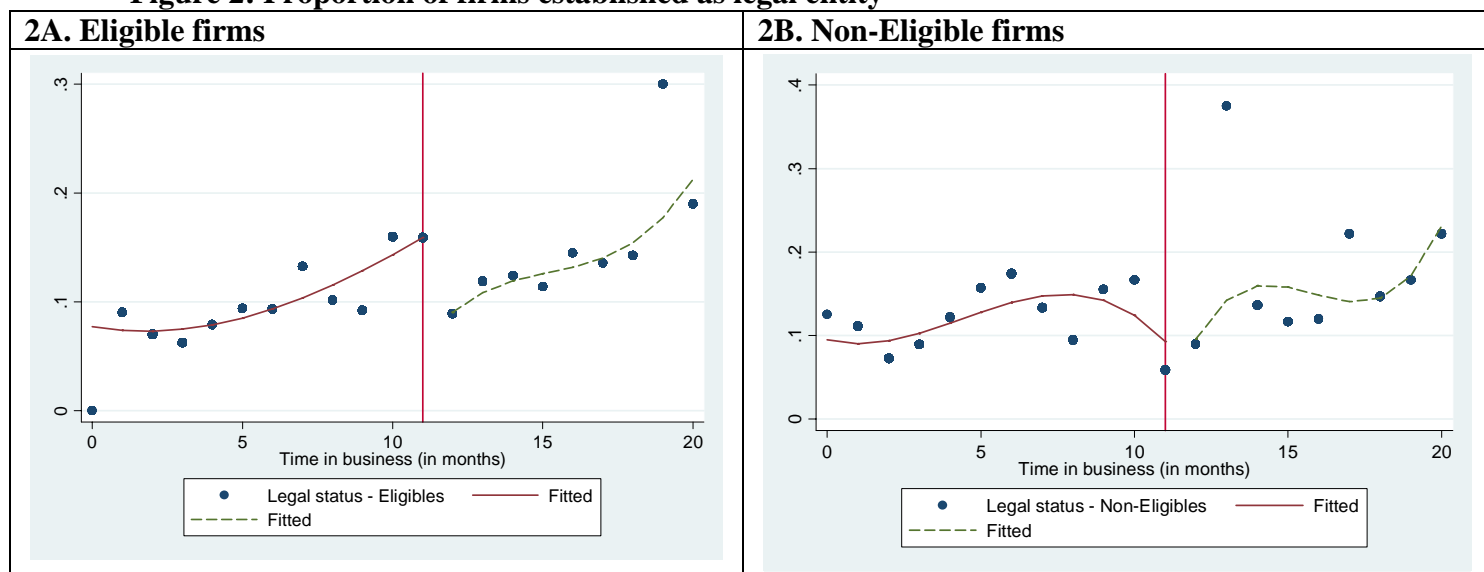 Figure 2: Proportion of firms established as legal entity
2A. Eligible firms
2B. Non-Eligible firms
.3
.2
.1
0
0 5 10 15 20
Time in business (in months)
Legal status - Eligibles Fitted
Fitted
.4
.3
.2
.1
0
0 5 10 15 20
Time in business (in months)
Legal status - Non-Eligibles Fitted
Fitted